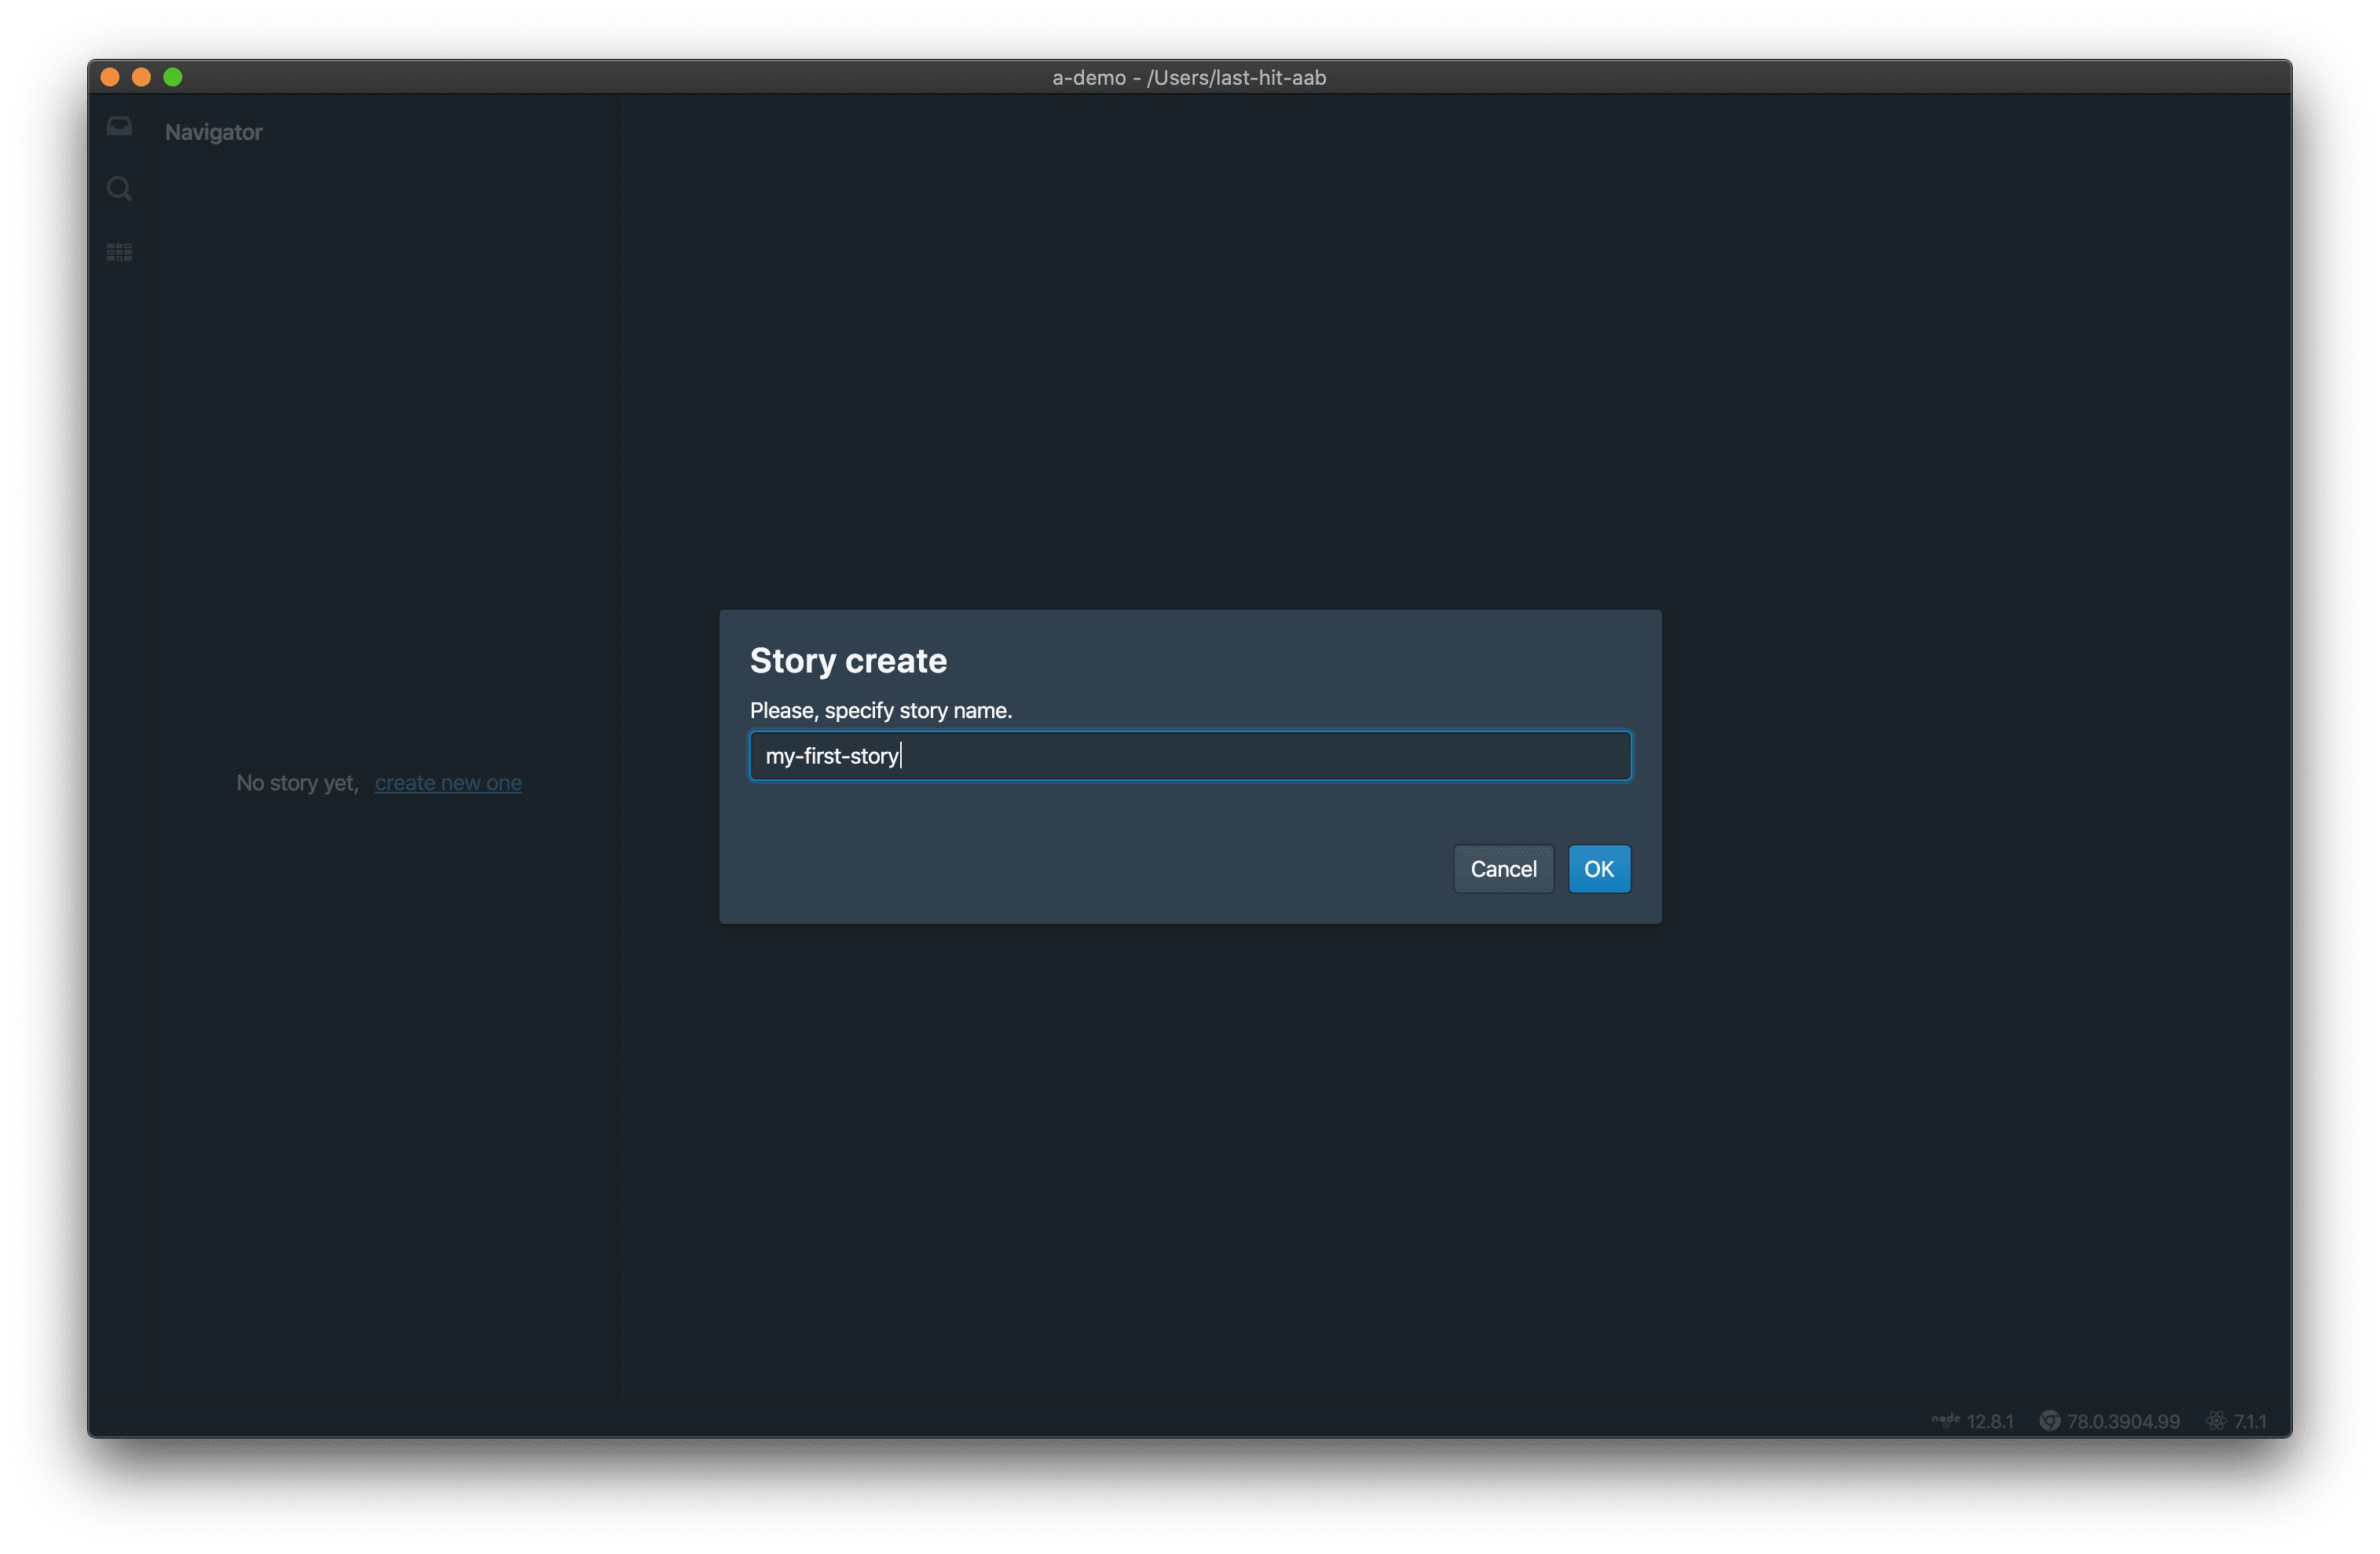 a-demo - /Users/last-hit-aab
Navigator
Story create
Please, specify story name.
my-first-story
No story yet, create new one
Cancel OK
node 12.8.1 78.0.3904.99 7.1.1